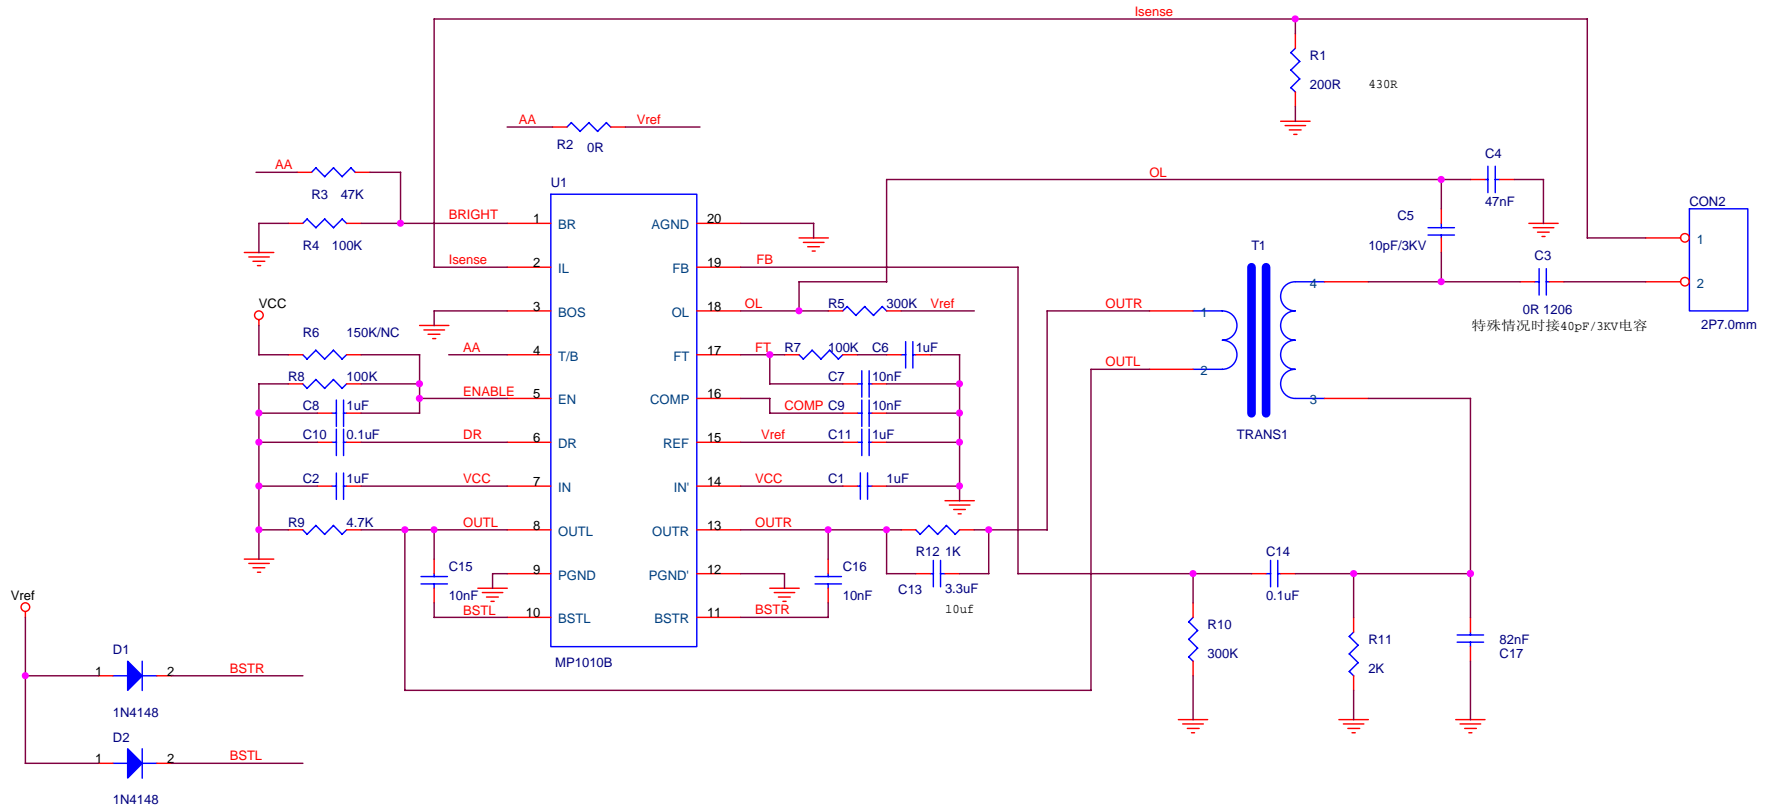 Isense
R1
200R 430R
AA Vref
R2 0R
AA
R3 47K
R4 100K
U1
MP1010B
BRIGHT 1 BR
Isense 2 IL
3 BOS
AA 4 T/B
ENABLE 5 EN
DR 6 DR
VCC 7 IN
OUTL 8 OUTL
9 PGND
BSTL 10 BSTL
AGND 20
FB 19 FB
OL 18 OL
FT 17 FT
COMP 16 COMP
REF 15 Vref
IN' 14 VCC
OUTR 13 OUTR
PGND' 12
BSTR 11 BSTR
VCC
R6 150K/NC
R8 100K
C8 1uF
C10 0.1uF
C2 1uF
R9 4.7K
C15
10nF
R5 300K Vref
R7 100K C6 1uF
C7 10nF
C9 10nF
C11 1uF
C1 1uF
C16
10nF
R12 1K
C13 3.3uF
10uf
OL
C4
47nF
C5
10pF/3KV
T1
1
2
4
3
TRANS1
OUTR
OUTL
C3
0R 1206
特殊情况时接40pF/3KV电容
CON2
1
2
2P7.0mm
C14
0.1uF
R10
300K
R11
2K
82nF
C17
Vref
D1
1 2 BSTR
1N4148
D2
1 2 BSTL
1N4148